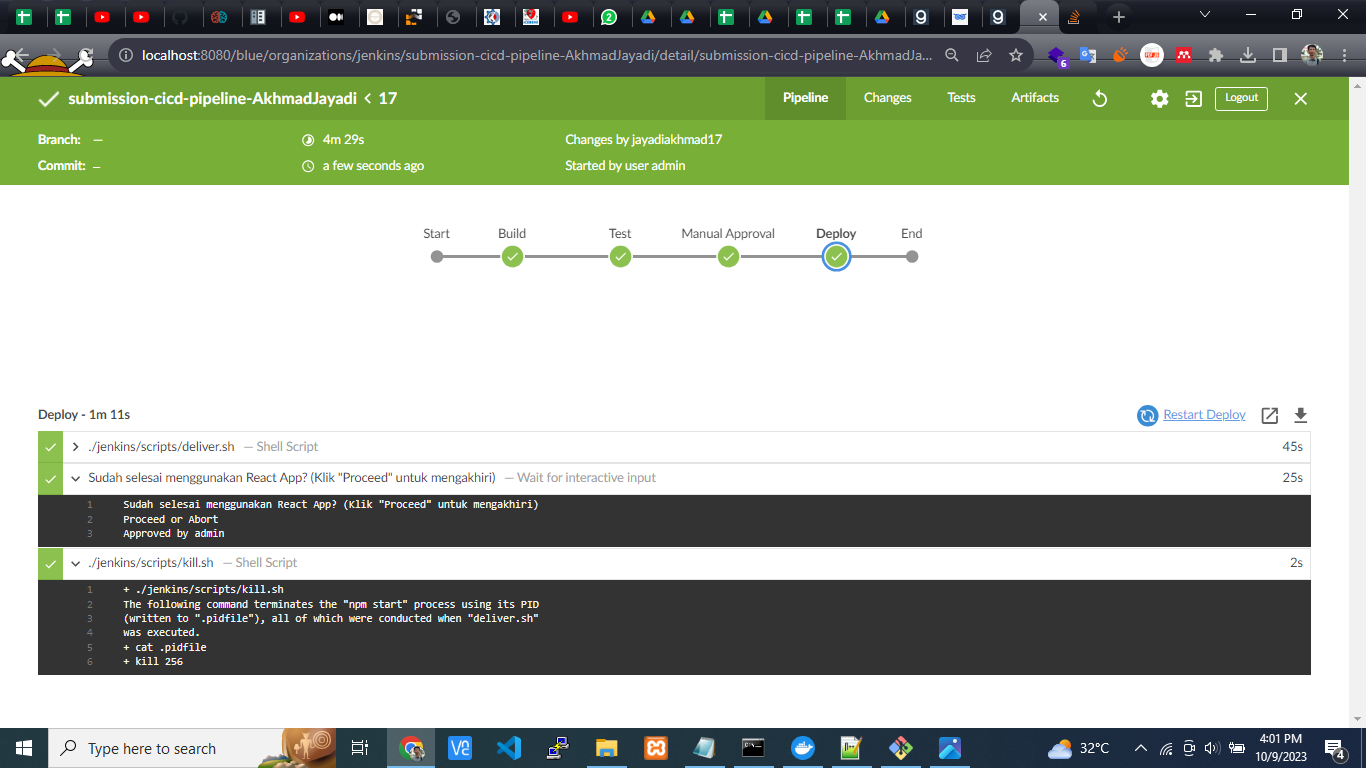 2
localhost:8080/blue/organizations/jenkins/submission-cicd-pipeline-AkhmadJayadi/detail/submission-cicd-pipeline-AkhmadJa...
6
submission-cicd-pipeline-AkhmadJayadi < 17
Pipeline Changes Tests Artifacts Logout
Branch: — 4m 29s Changes by jayadiakhmad17
Commit: — a few seconds ago Started by user admin
Start Build Test Manual Approval Deploy End
Deploy - 1m 11s Restart Deploy
./jenkins/scripts/deliver.sh — Shell Script 45s
Sudah selesai menggunakan React App? (Klik "Proceed" untuk mengakhiri) — Wait for interactive input 25s
1 Sudah selesai menggunakan React App? (Klik "Proceed" untuk mengakhiri)
2 Proceed or Abort
3 Approved by admin
./jenkins/scripts/kill.sh — Shell Script 2s
1 + ./jenkins/scripts/kill.sh
2 The following command terminates the "npm start" process using its PID
3 (written to ".pidfile"), all of which were conducted when "deliver.sh"
4 was executed.
5 + cat .pidfile
6 + kill 256
Type here to search
32°C
4:01 PM
10/9/2023
4